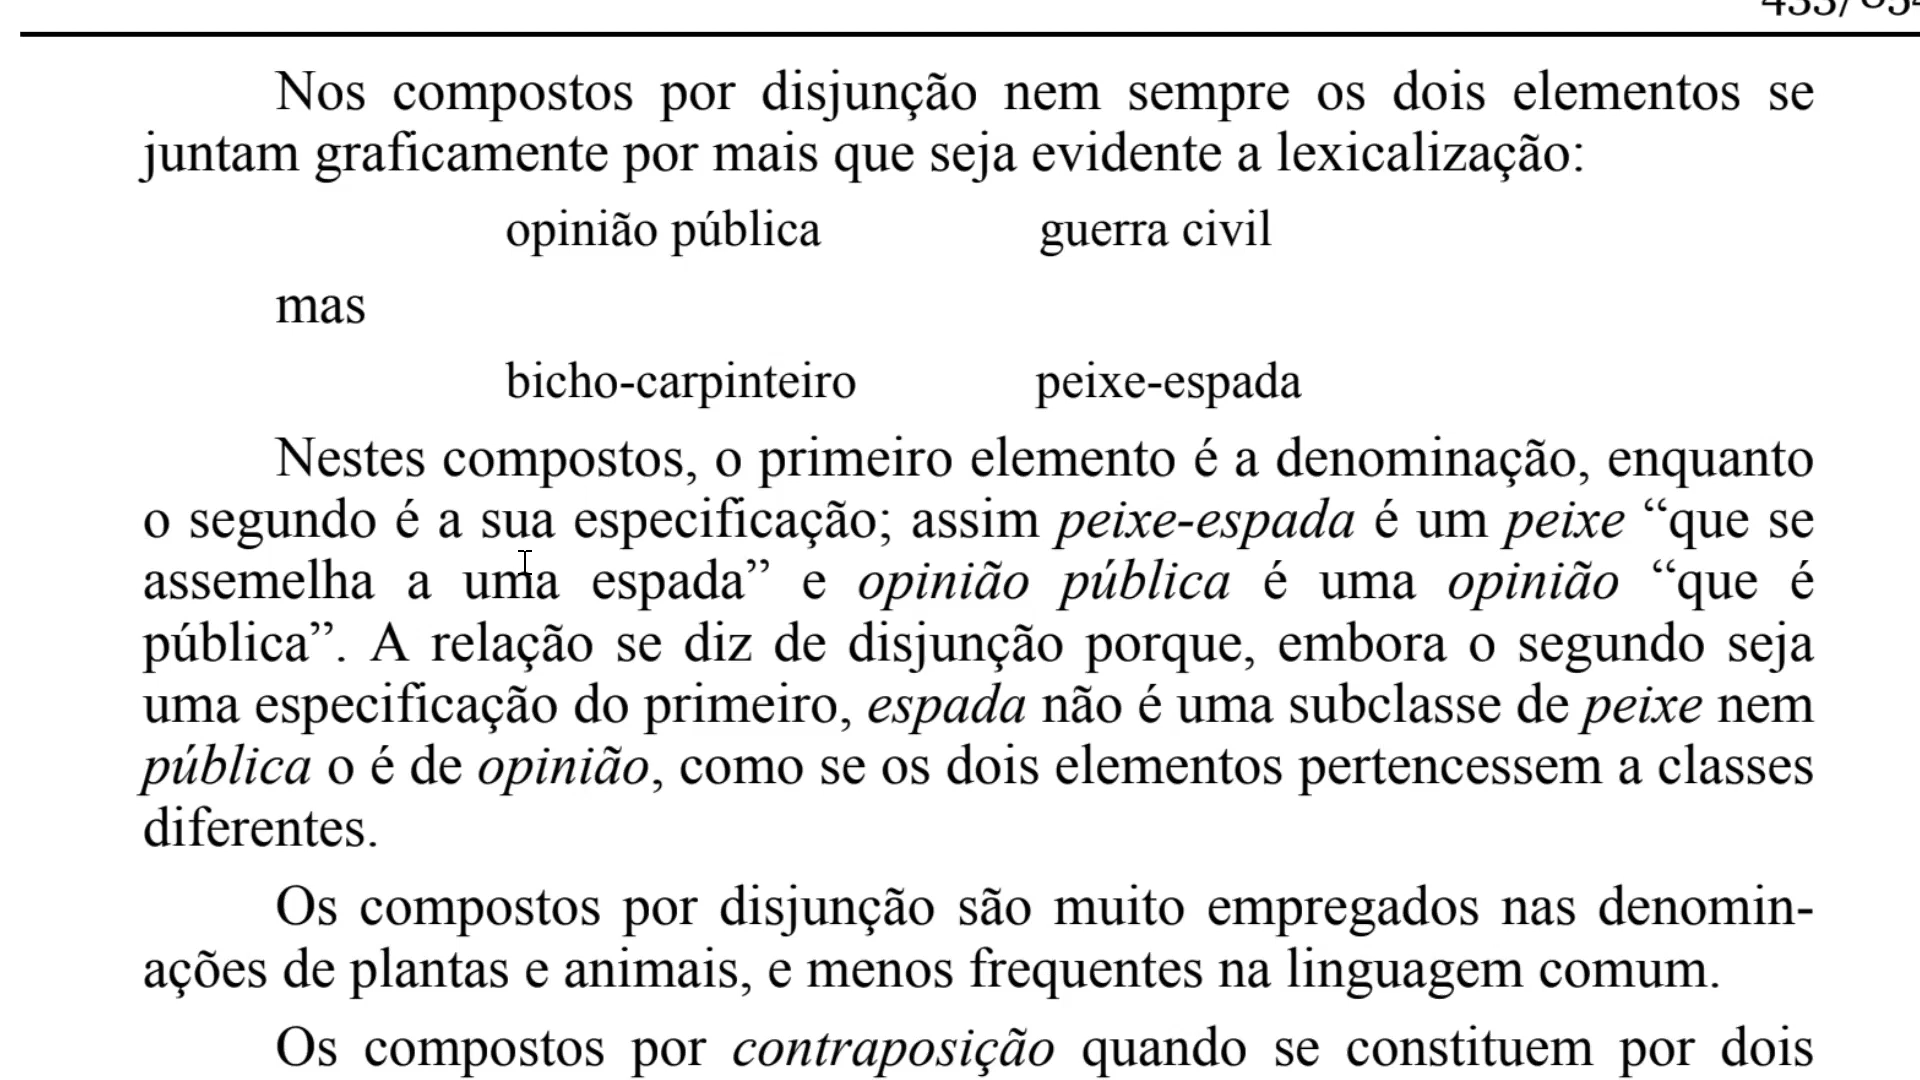 Nos compostos por disjunção nem sempre os dois elementos se
juntam graficamente por mais que seja evidente a lexicalização:
opinião pública guerra civil
mas
bicho-carpinteiro peixe-espada
Nestes compostos, o primeiro elemento é a denominação, enquanto
o segundo é a sua especificação; assim peixe-espada é um peixe “que se
assemelha a uma espada” e opinião pública é uma opinião “que é
pública”. A relação se diz de disjunção porque, embora o segundo seja
uma especificação do primeiro, espada não é uma subclasse de peixe nem
pública o é de opinião, como se os dois elementos pertencessem a classes
diferentes.
Os compostos por disjunção são muito empregados nas denomin-
ações de plantas e animais, e menos frequentes na linguagem comum.
Os compostos por contraposição quando se constituem por dois